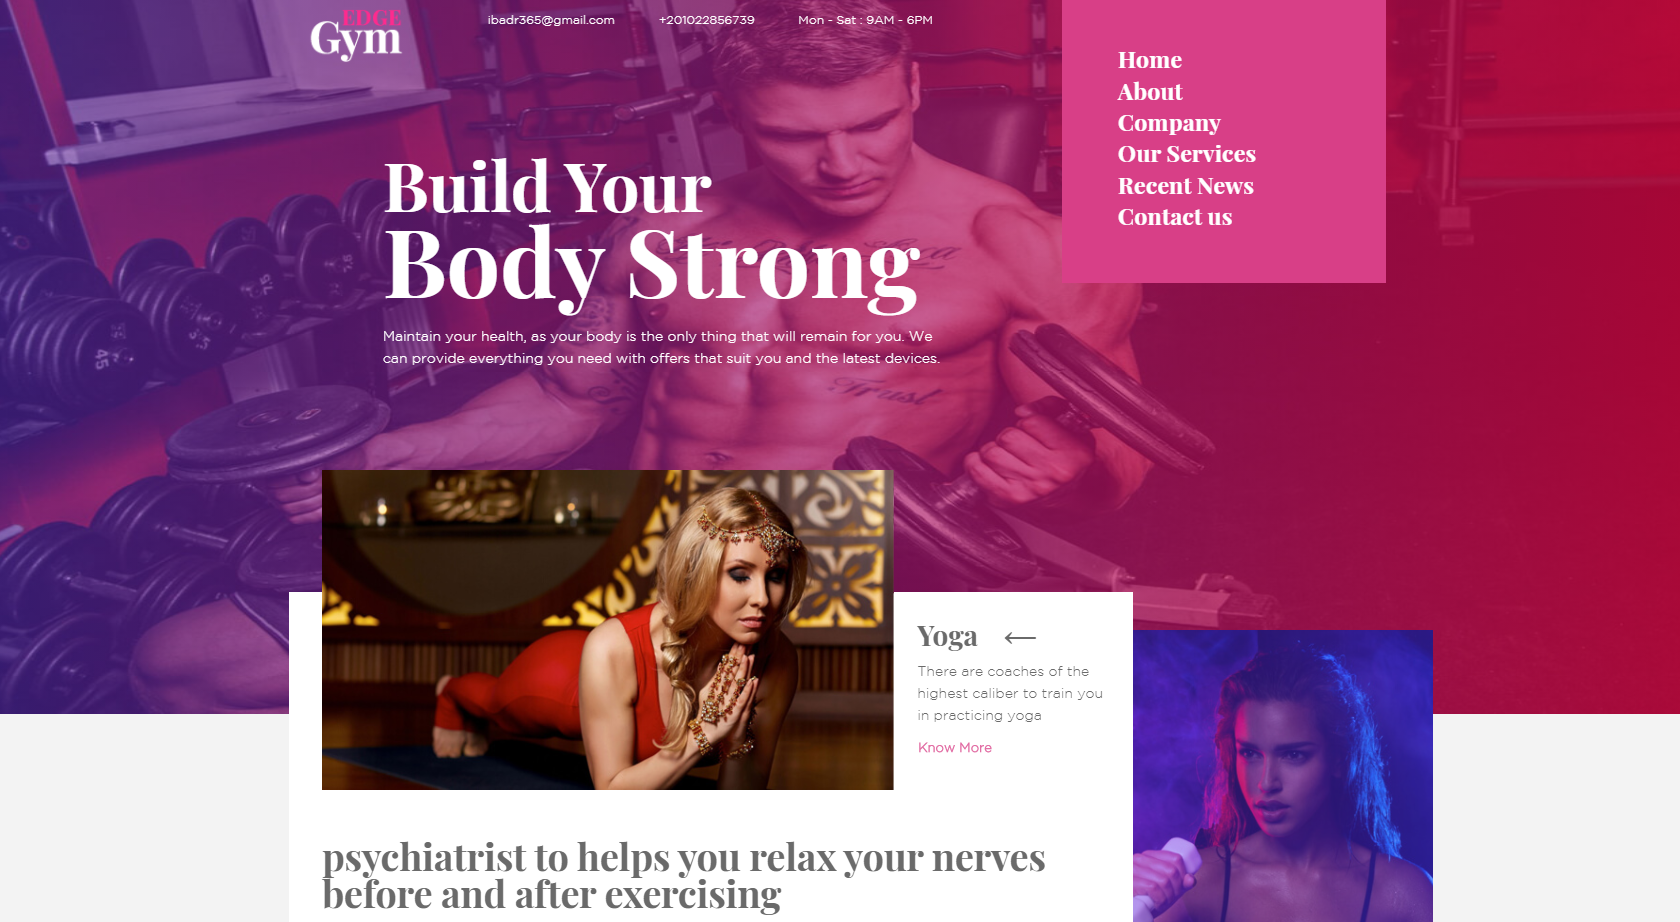 EDGE
Gym
ibadr365@gmail.com
+201022856739
Mon - Sat : 9AM - 6PM
Home
About
Company
Our Services
Recent News
Contact us
Build Your
Body Strong
Maintain your health, as your body is the only thing that will remain for you. We
can provide everything you need with offers that suit you and the latest devices.
Trust
45
Yoga
There are coaches of the
highest caliber to train you
in practicing yoga
Know More
psychiatrist to helps you relax your nerves
before and after exercising